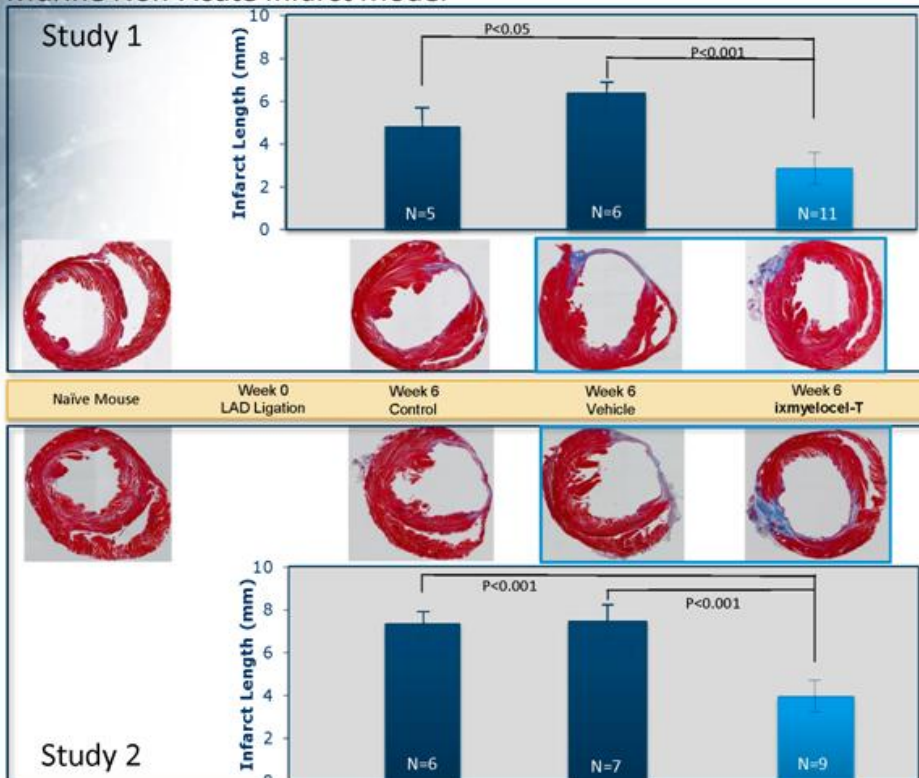 Study 1
Infarct Length (mm)
10
8
6
4
2
0
P<0.05
P<0.001
N=5
N=6
N=11
Naïve Mouse
Week 0
LAD Ligation
Week 6
Control
Week 6
Vehicle
Week 6
ixmyelocel-T
Infarct Length (mm)
10
8
6
4
2
P<0.001
P<0.001
N=6
N=7
N=9
Study 2